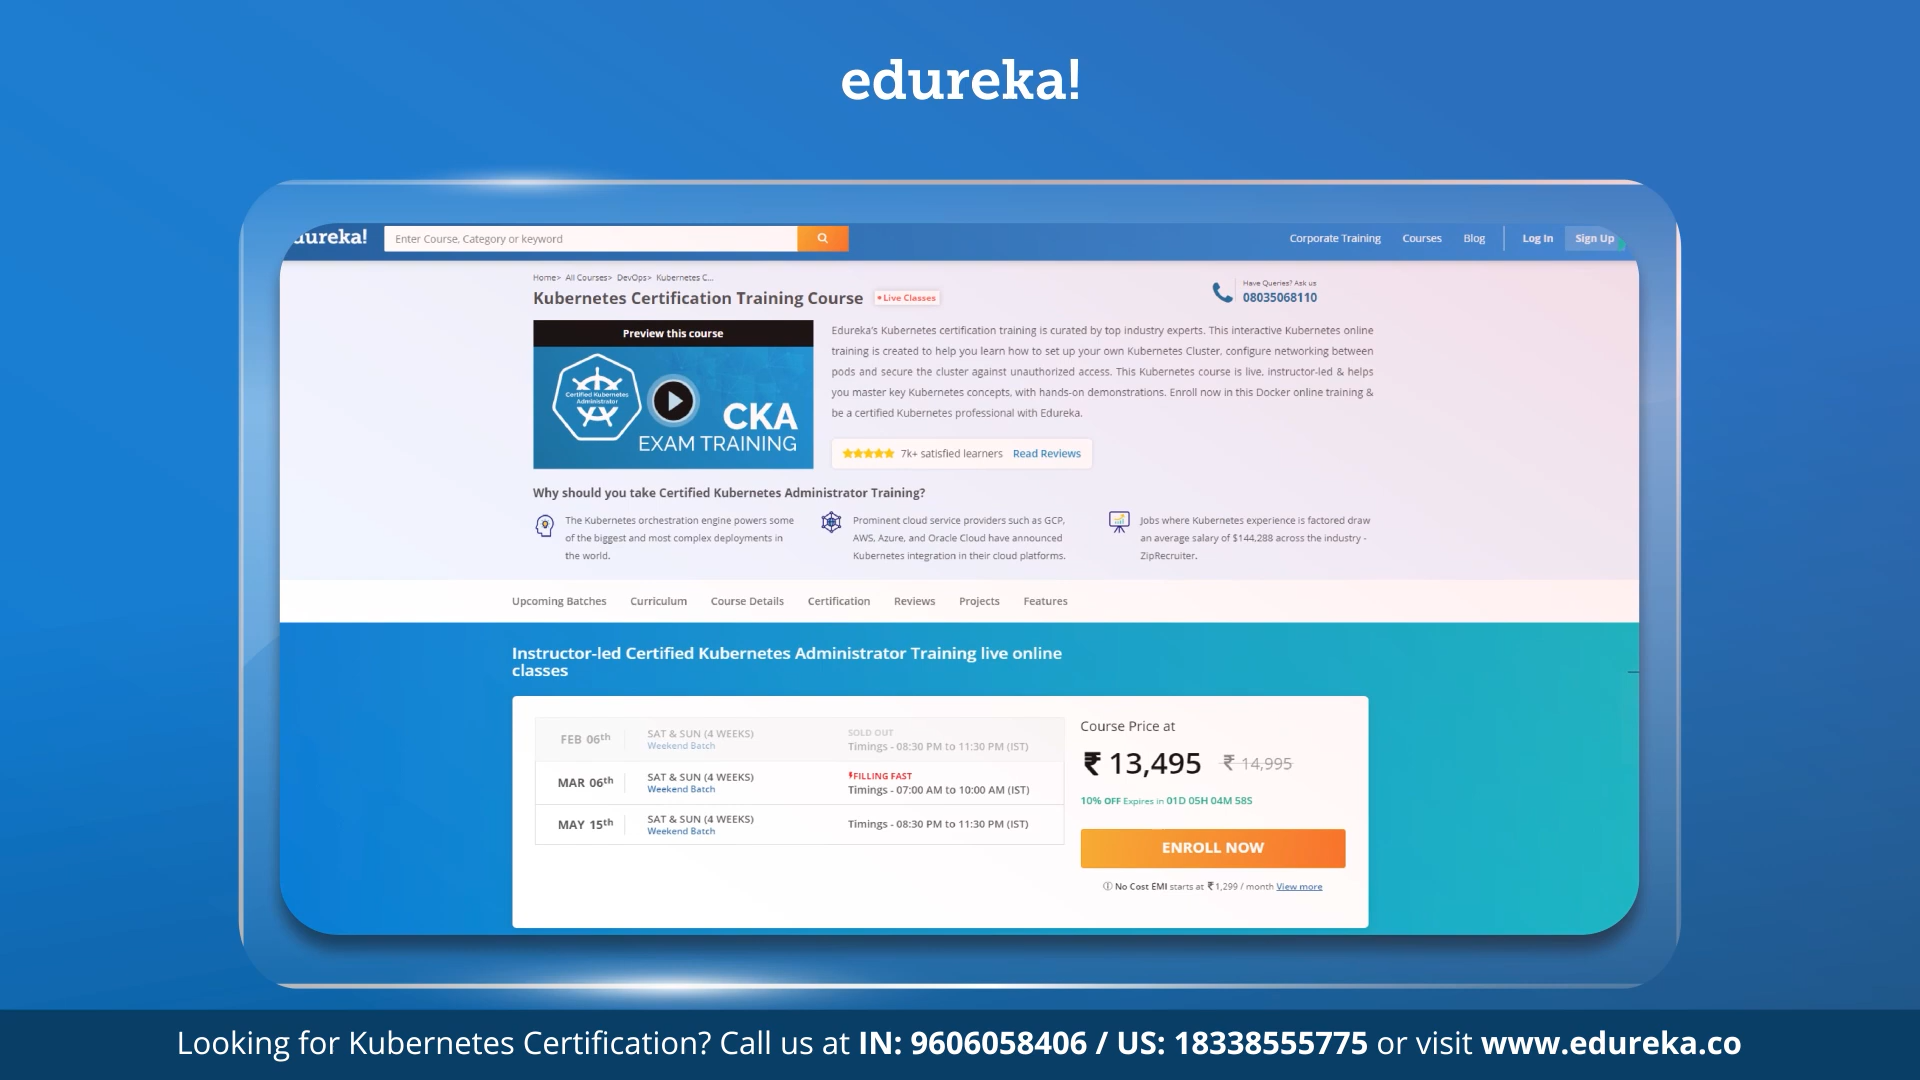 edureka!
edureka!
Enter Course, Category or keyword
Corporate Training Courses Blog Log In Sign Up
Home> All Courses> DevOps> Kubernetes C...
Kubernetes Certification Training Course • Live Classes
Have Queries? Ask us
08035068110
Preview this course
Certified Kubernetes
Administrator
CKA
EXAM TRAINING
Edureka's Kubernetes certification training is curated by top industry experts. This interactive Kubernetes online
training is created to help you learn how to set up your own Kubernetes Cluster, configure networking between
pods and secure the cluster against unauthorized access. This Kubernetes course is live, instructor-led & helps
you master key Kubernetes concepts, with hands-on demonstrations. Enroll now in this Docker online training &
be a certified Kubernetes professional with Edureka.
7k+ satisfied learners Read Reviews
Why should you take Certified Kubernetes Administrator Training?
The Kubernetes orchestration engine powers some
of the biggest and most complex deployments in
the world.
Prominent cloud service providers such as GCP,
AWS, Azure, and Oracle Cloud have announced
Kubernetes integration in their cloud platforms.
Jobs where Kubernetes experience is factored draw
an average salary of $144,288 across the industry -
ZipRecruiter.
Upcoming Batches Curriculum Course Details Certification Reviews Projects Features
Instructor-led Certified Kubernetes Administrator Training live online
classes
FEB 06th SAT & SUN (4 WEEKS) SOLD OUT
Weekend Batch Timings - 08:30 PM to 11:30 PM (IST)
MAR 06th SAT & SUN (4 WEEKS) FILLING FAST
Weekend Batch Timings - 07:00 AM to 10:00 AM (IST)
MAY 15th SAT & SUN (4 WEEKS) Timings - 08:30 PM to 11:30 PM (IST)
Weekend Batch
Course Price at
₹ 13,495 ₹ 14,995
10% OFF Expires in 01D 05H 04M 58S
ENROLL NOW
No Cost EMI starts at ₹1,299 / month View more
Looking for Kubernetes Certification? Call us at IN: 9606058406 / US: 18338555775 or visit www.edureka.co